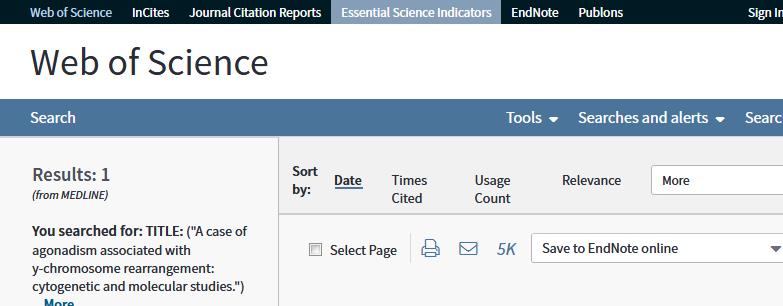 Web of Science InCites Journal Citation Reports Essential Science Indicators EndNote Publons Sign In
Web of Science
Search Tools Searches and alerts Searc
Results: 1
(from MEDLINE)
You searched for: TITLE: ("A case of
agonadism associated with
y-chromosome rearrangement:
cytogenetic and molecular studies.")
...More
Sort
by:
Date Times
Cited
Usage
Count
Relevance More
Select Page 5K Save to EndNote online